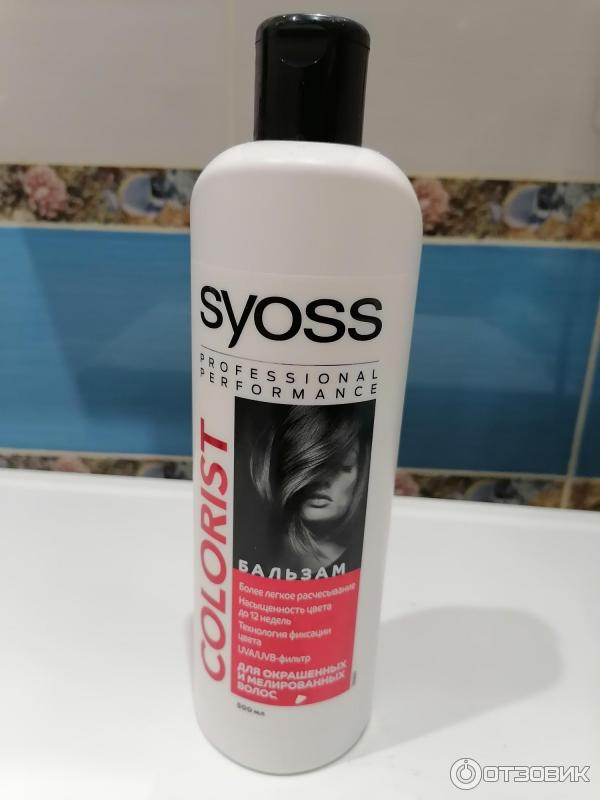 syoss
PROFESSIONAL
PERFORMANCE
COLORIST
БАЛЬЗАМ
Более легкое расчесывание
Насыщенность цвета
до 12 недель
Технология фиксации
цвета
UVA/UVB-фильтр
ДЛЯ ОКРАШЕННЫХ
И МЕЛИРОВАННЫХ
ВОЛОС
500 мл
ОТЗОВИК